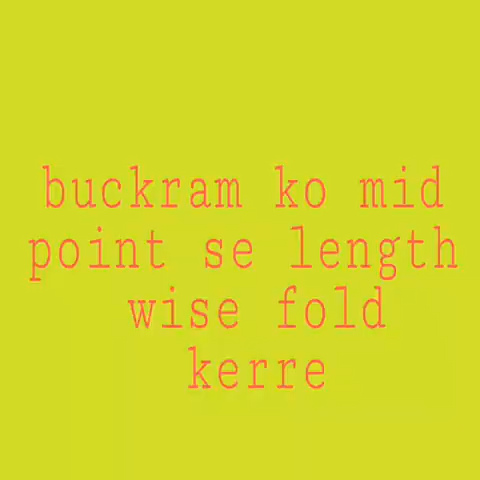 buckram ko mid
point se length
wise fold
kerre